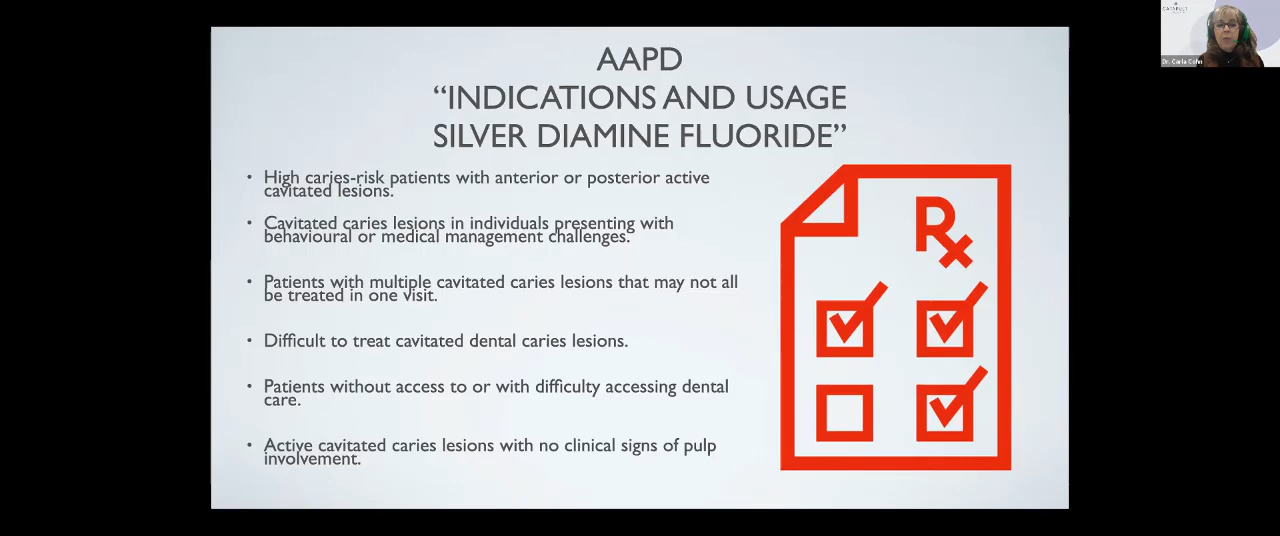 AAPD
“INDICATIONS AND USAGE
SILVER DIAMINE FLUORIDE”
• High caries-risk patients with anterior or posterior active
cavitated lesions.
• Cavitated caries lesions in individuals presenting with
behavioural or medical management challenges.
• Patients with multiple cavitated caries lesions that may not all
be treated in one visit.
• Difficult to treat cavitated dental caries lesions.
• Patients without access to or with difficulty accessing dental
care.
• Active cavitated caries lesions with no clinical signs of pulp
involvement.
Rx
CATAPULT
Dr. Carla Cohn